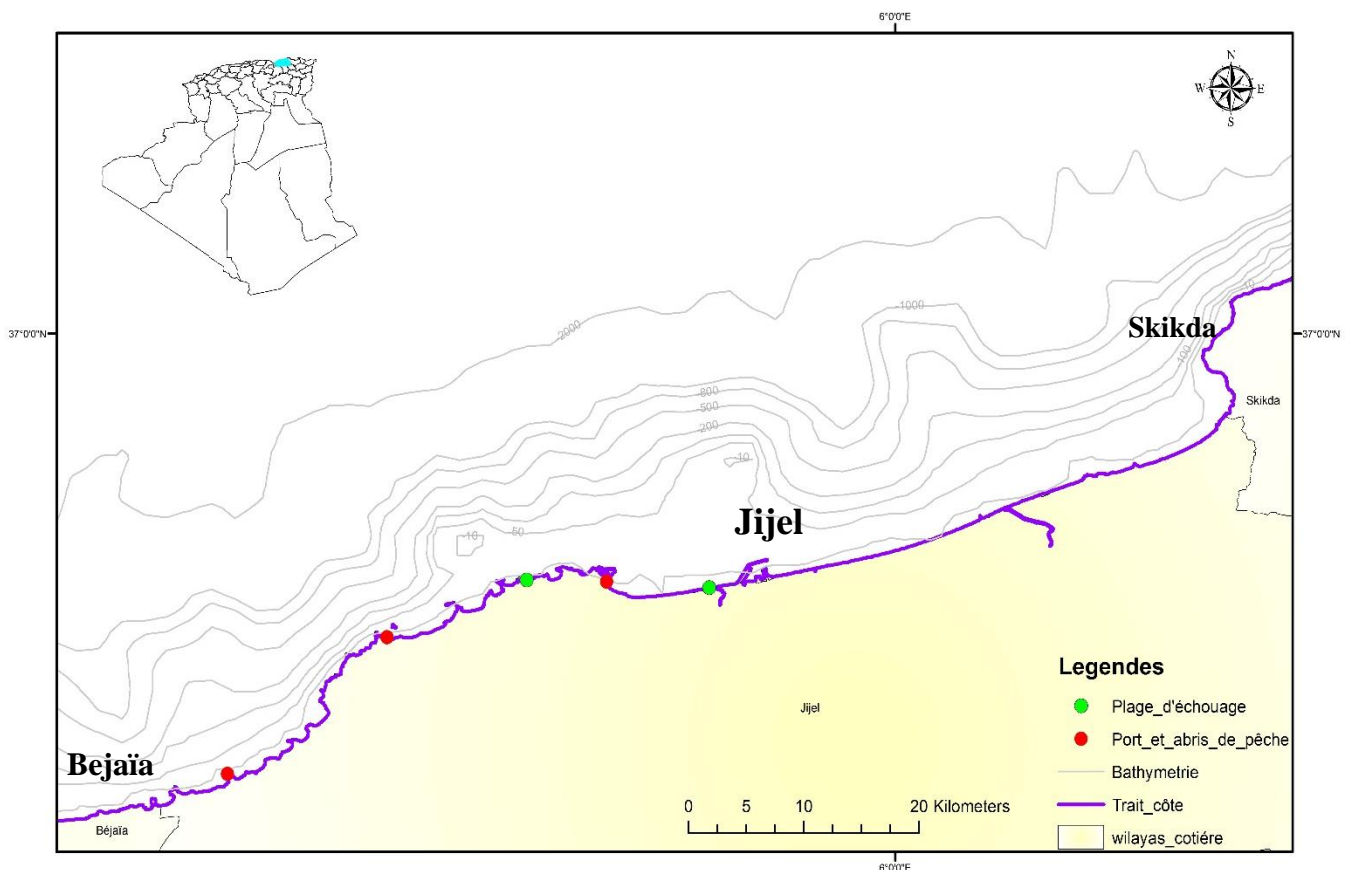 6°0'0"E
N
W
E
S
37°0'0"N
37°0'0"N
-1000
-2000
-10
Skikda
-100
-800
-500
-200
Skikda
-10
Jijel
-10
-50
Legendes
Plage_d'échouage
Jijel
Port_et_abris_de_pêche
Bejaïa
Bathymetrie
0 5 10 20 Kilometers
Trait_côte
Béjaïa
wilayas_cotiére
6°0'0"E